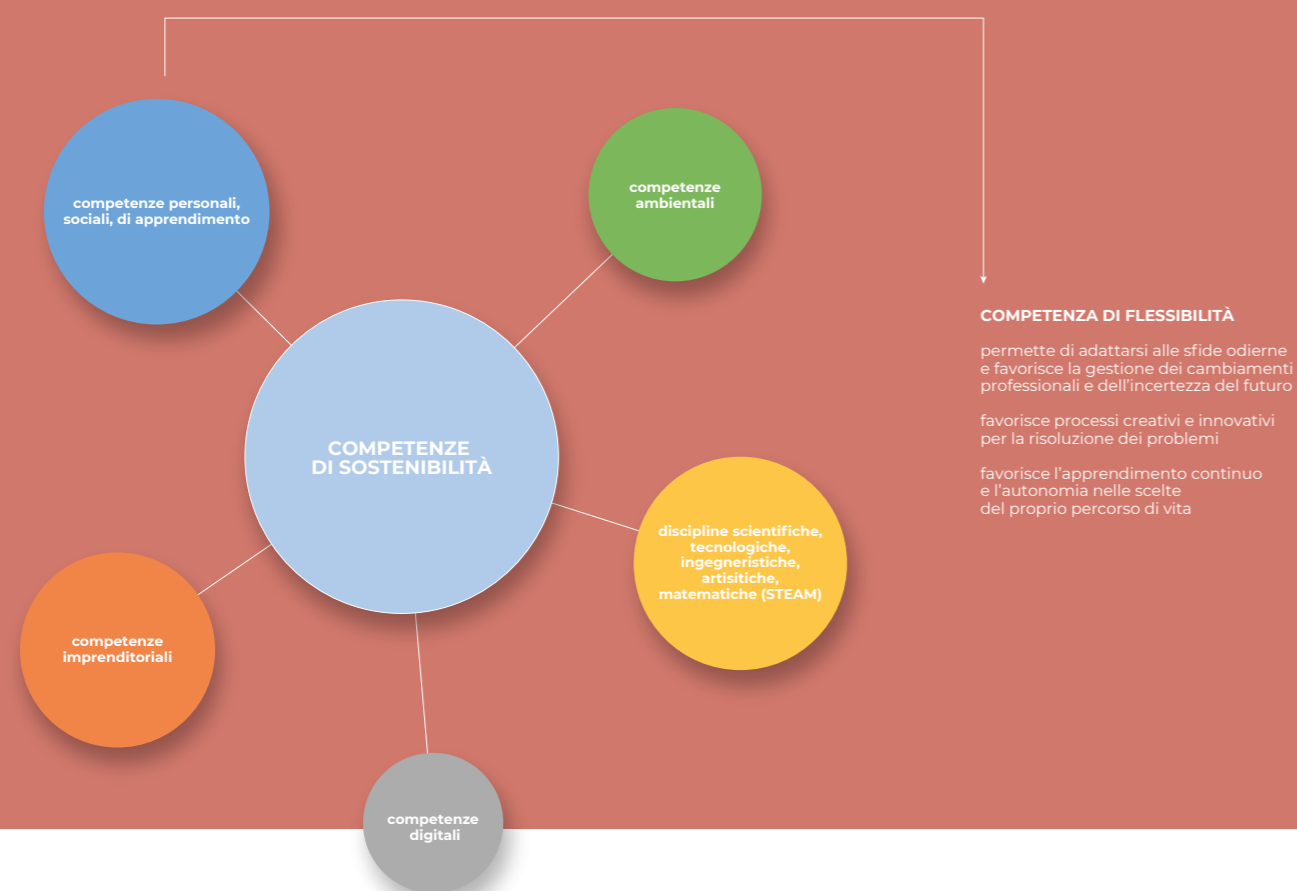 competenze personali,
sociali, di apprendimento
competenze
ambientali
COMPETENZE
DI SOSTENIBILITÀ
discipline scientifiche,
tecnologiche,
ingegneristiche,
artisitiche,
matematiche (STEAM)
competenze
imprenditoriali
competenze
digitali
COMPETENZA DI FLESSIBILITÀ
permette di adattarsi alle sfide odierne
e favorisce la gestione dei cambiamenti
professionali e dell'incertezza del futuro
favorisce processi creativi e innovativi
per la risoluzione dei problemi
favorisce l'apprendimento continuo
e l'autonomia nelle scelte
del proprio percorso di vita